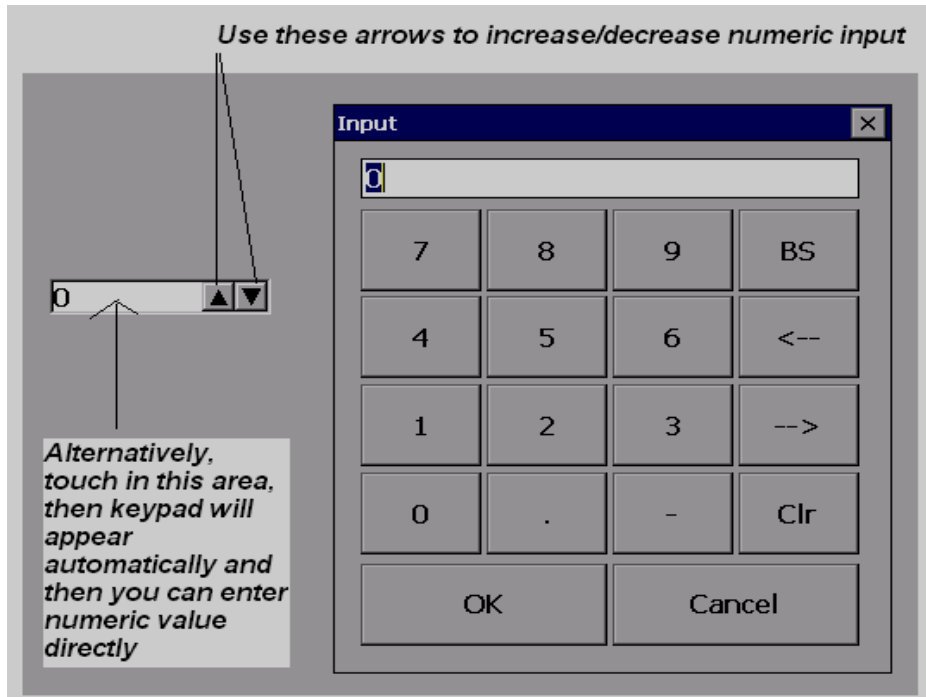 Use these arrows to increase/decrease numeric input
Input
0
7 8 9 BS
0
4 5 6 <--
1 2 3 -->
Alternatively,
touch in this area,
then keypad will
appear
automatically and
then you can enter
numeric value
directly
0 . - Clr
OK Cancel